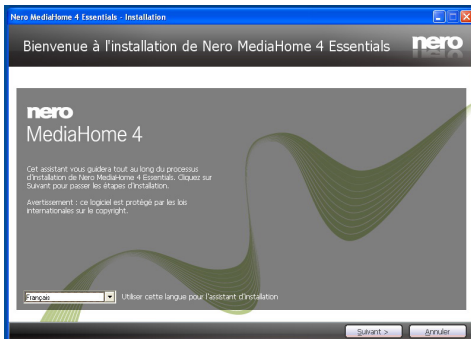 Nero MediaHome 4 Essentials - Installation
Bienvenue à l'installation de Nero MediaHome 4 Essentials
nero
nero
MediaHome 4
Cet assistant vous guidera tout au long du processus
d'installation de Nero MediaHome 4 Essentials. Cliquez sur
Suivant pour passer les étapes d'installation.
Avertissement : ce logiciel est protégé par les lois
internationales sur le copyright.
Français
Utiliser cette langue pour l'assistant d'installation
Suivant >
Annuler